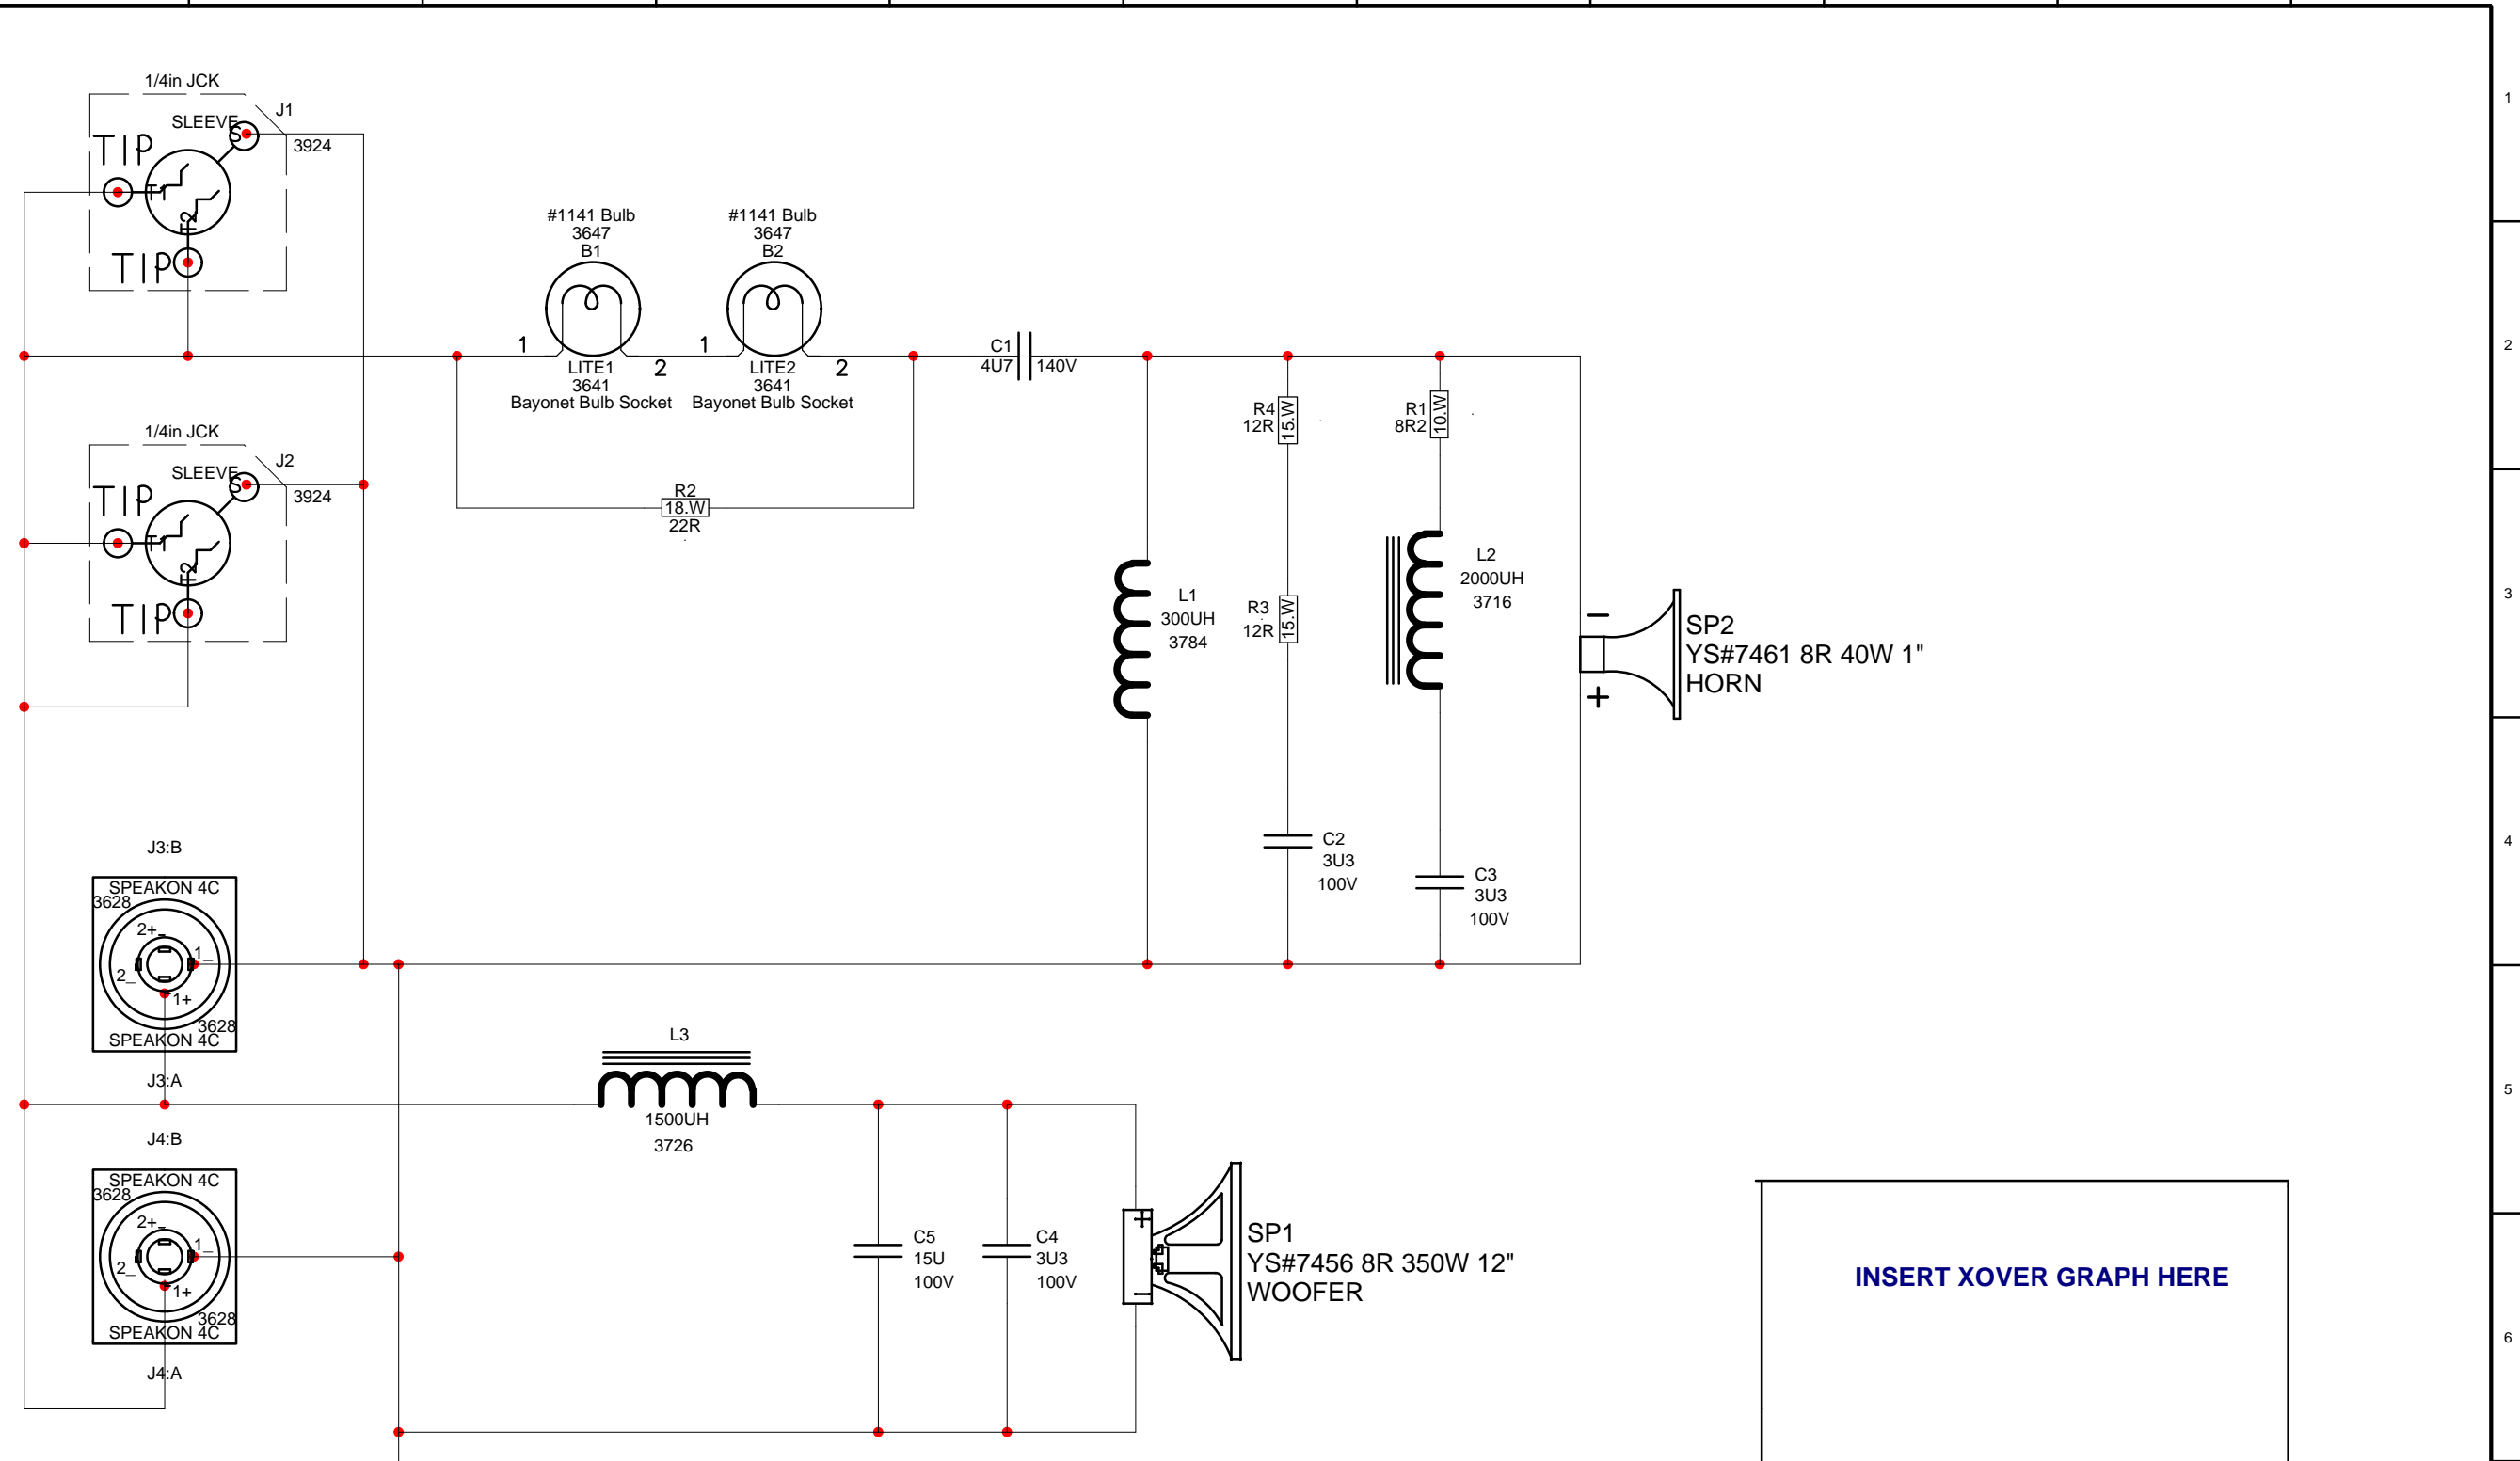 1/4in JCK
J1
SLEEVE
S
3924
TIP
T1
T2
TIP
1
#1141 Bulb
3647
B1
#1141 Bulb
3647
B2
1
2
1
2
LITE1
3641
Bayonet Bulb Socket
LITE2
3641
Bayonet Bulb Socket
C1
4U7
140V
2
R2
18.W
22R
R4
12R
15.W
R1
8R2
10.W
1/4in JCK
J2
SLEEVE
S
3924
TIP
T1
T2
TIP
L1
300UH
3784
R3
12R
15.W
L2
2000UH
3716
3
−
+
SP2
YS#7461 8R 40W 1"
HORN
C2
3U3
100V
C3
3U3
100V
4
J3:B
SPEAKON 4C
3628
2+
1_
2_
1+
3628
SPEAKON 4C
J3:A
L3
1500UH
3726
5
J4:B
SPEAKON 4C
3628
2+
1_
2_
1+
3628
SPEAKON 4C
J4:A
C5
15U
100V
C4
3U3
100V
+
−
SP1
YS#7456 8R 350W 12"
WOOFER
INSERT XOVER GRAPH HERE
6